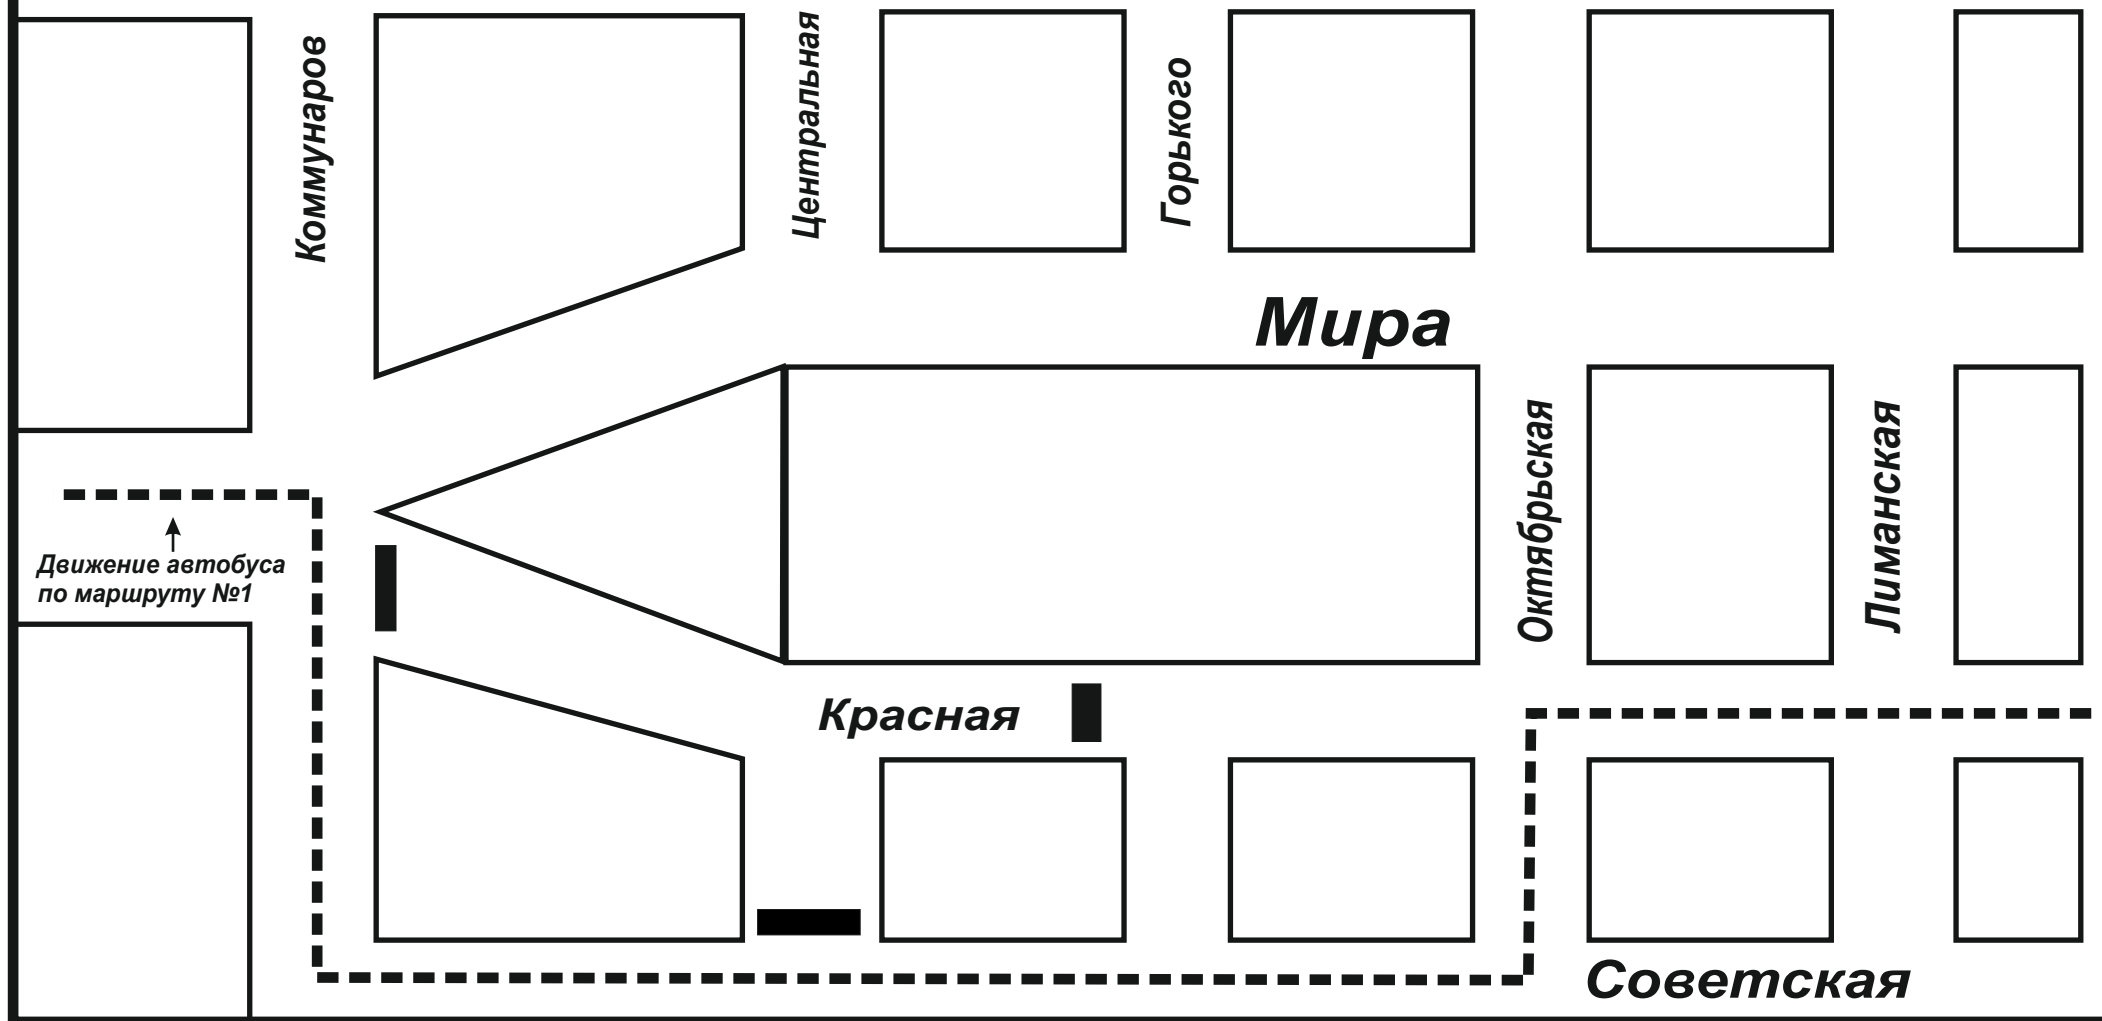 Коммунаров
Центральная
Горького
Мира
Октябрьская
Лиманская
Движение автобуса
по маршруту №1
Красная
Советская